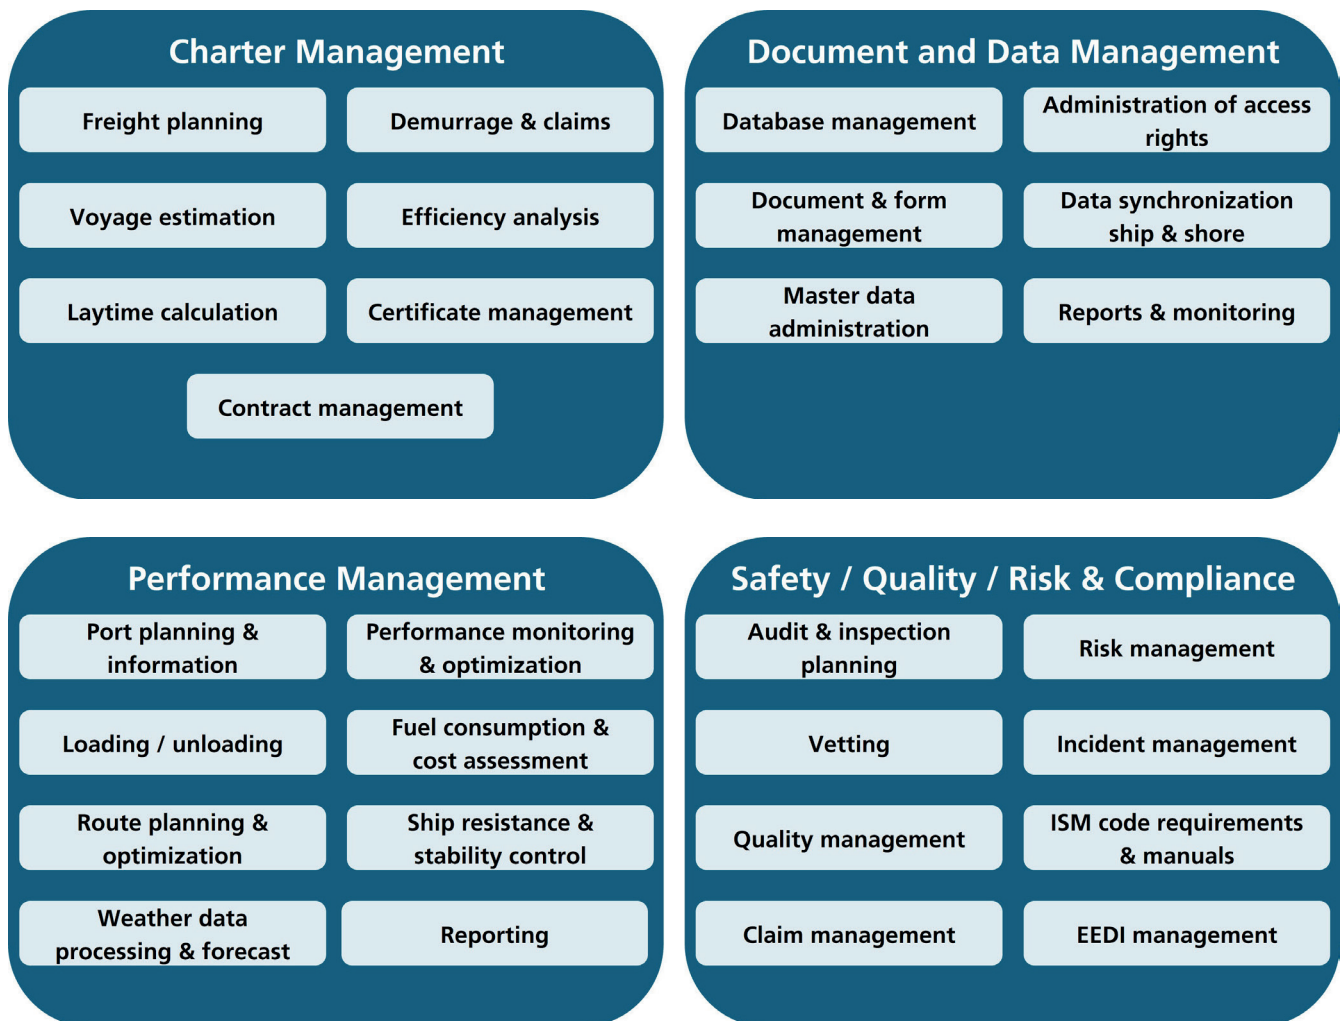 Charter Management
Freight planning
Demurrage & claims
Voyage estimation
Efficiency analysis
Laytime calculation
Certificate management
Contract management
Document and Data Management
Database management
Administration of access
rights
Document & form
management
Data synchronization
ship & shore
Master data
administration
Reports & monitoring
Performance Management
Port planning &
information
Performance monitoring
& optimization
Loading / unloading
Fuel consumption &
cost assessment
Route planning &
optimization
Ship resistance &
stability control
Weather data
processing & forecast
Reporting
Safety / Quality / Risk & Compliance
Audit & inspection
planning
Risk management
Vetting
Incident management
Quality management
ISM code requirements
& manuals
Claim management
EEDI management